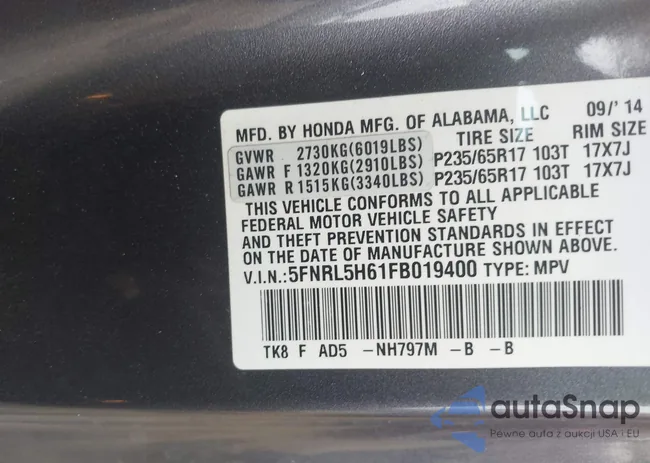 MFD. BY HONDA MFG. OF ALABAMA, LLC 09/'14
TIRE SIZE RIM SIZE
GVWR 2730KG(6019LBS)
GAWR F 1320KG(2910LBS) P235/65R17 103T 17X7J
GAWR R 1515KG(3340LBS) P235/65R17 103T 17X7J
THIS VEHICLE CONFORMS TO ALL APPLICABLE
FEDERAL MOTOR VEHICLE SAFETY
AND THEFT PREVENTION STANDARDS IN EFFECT
ON THE DATE OF MANUFACTURE SHOWN ABOVE.
V.I.N.:5FNRL5H61FB019400 TYPE: MPV
TK8 F AD5 -NH797M -B -B
autaSnap
Pewne auta z aukcji USA i EU